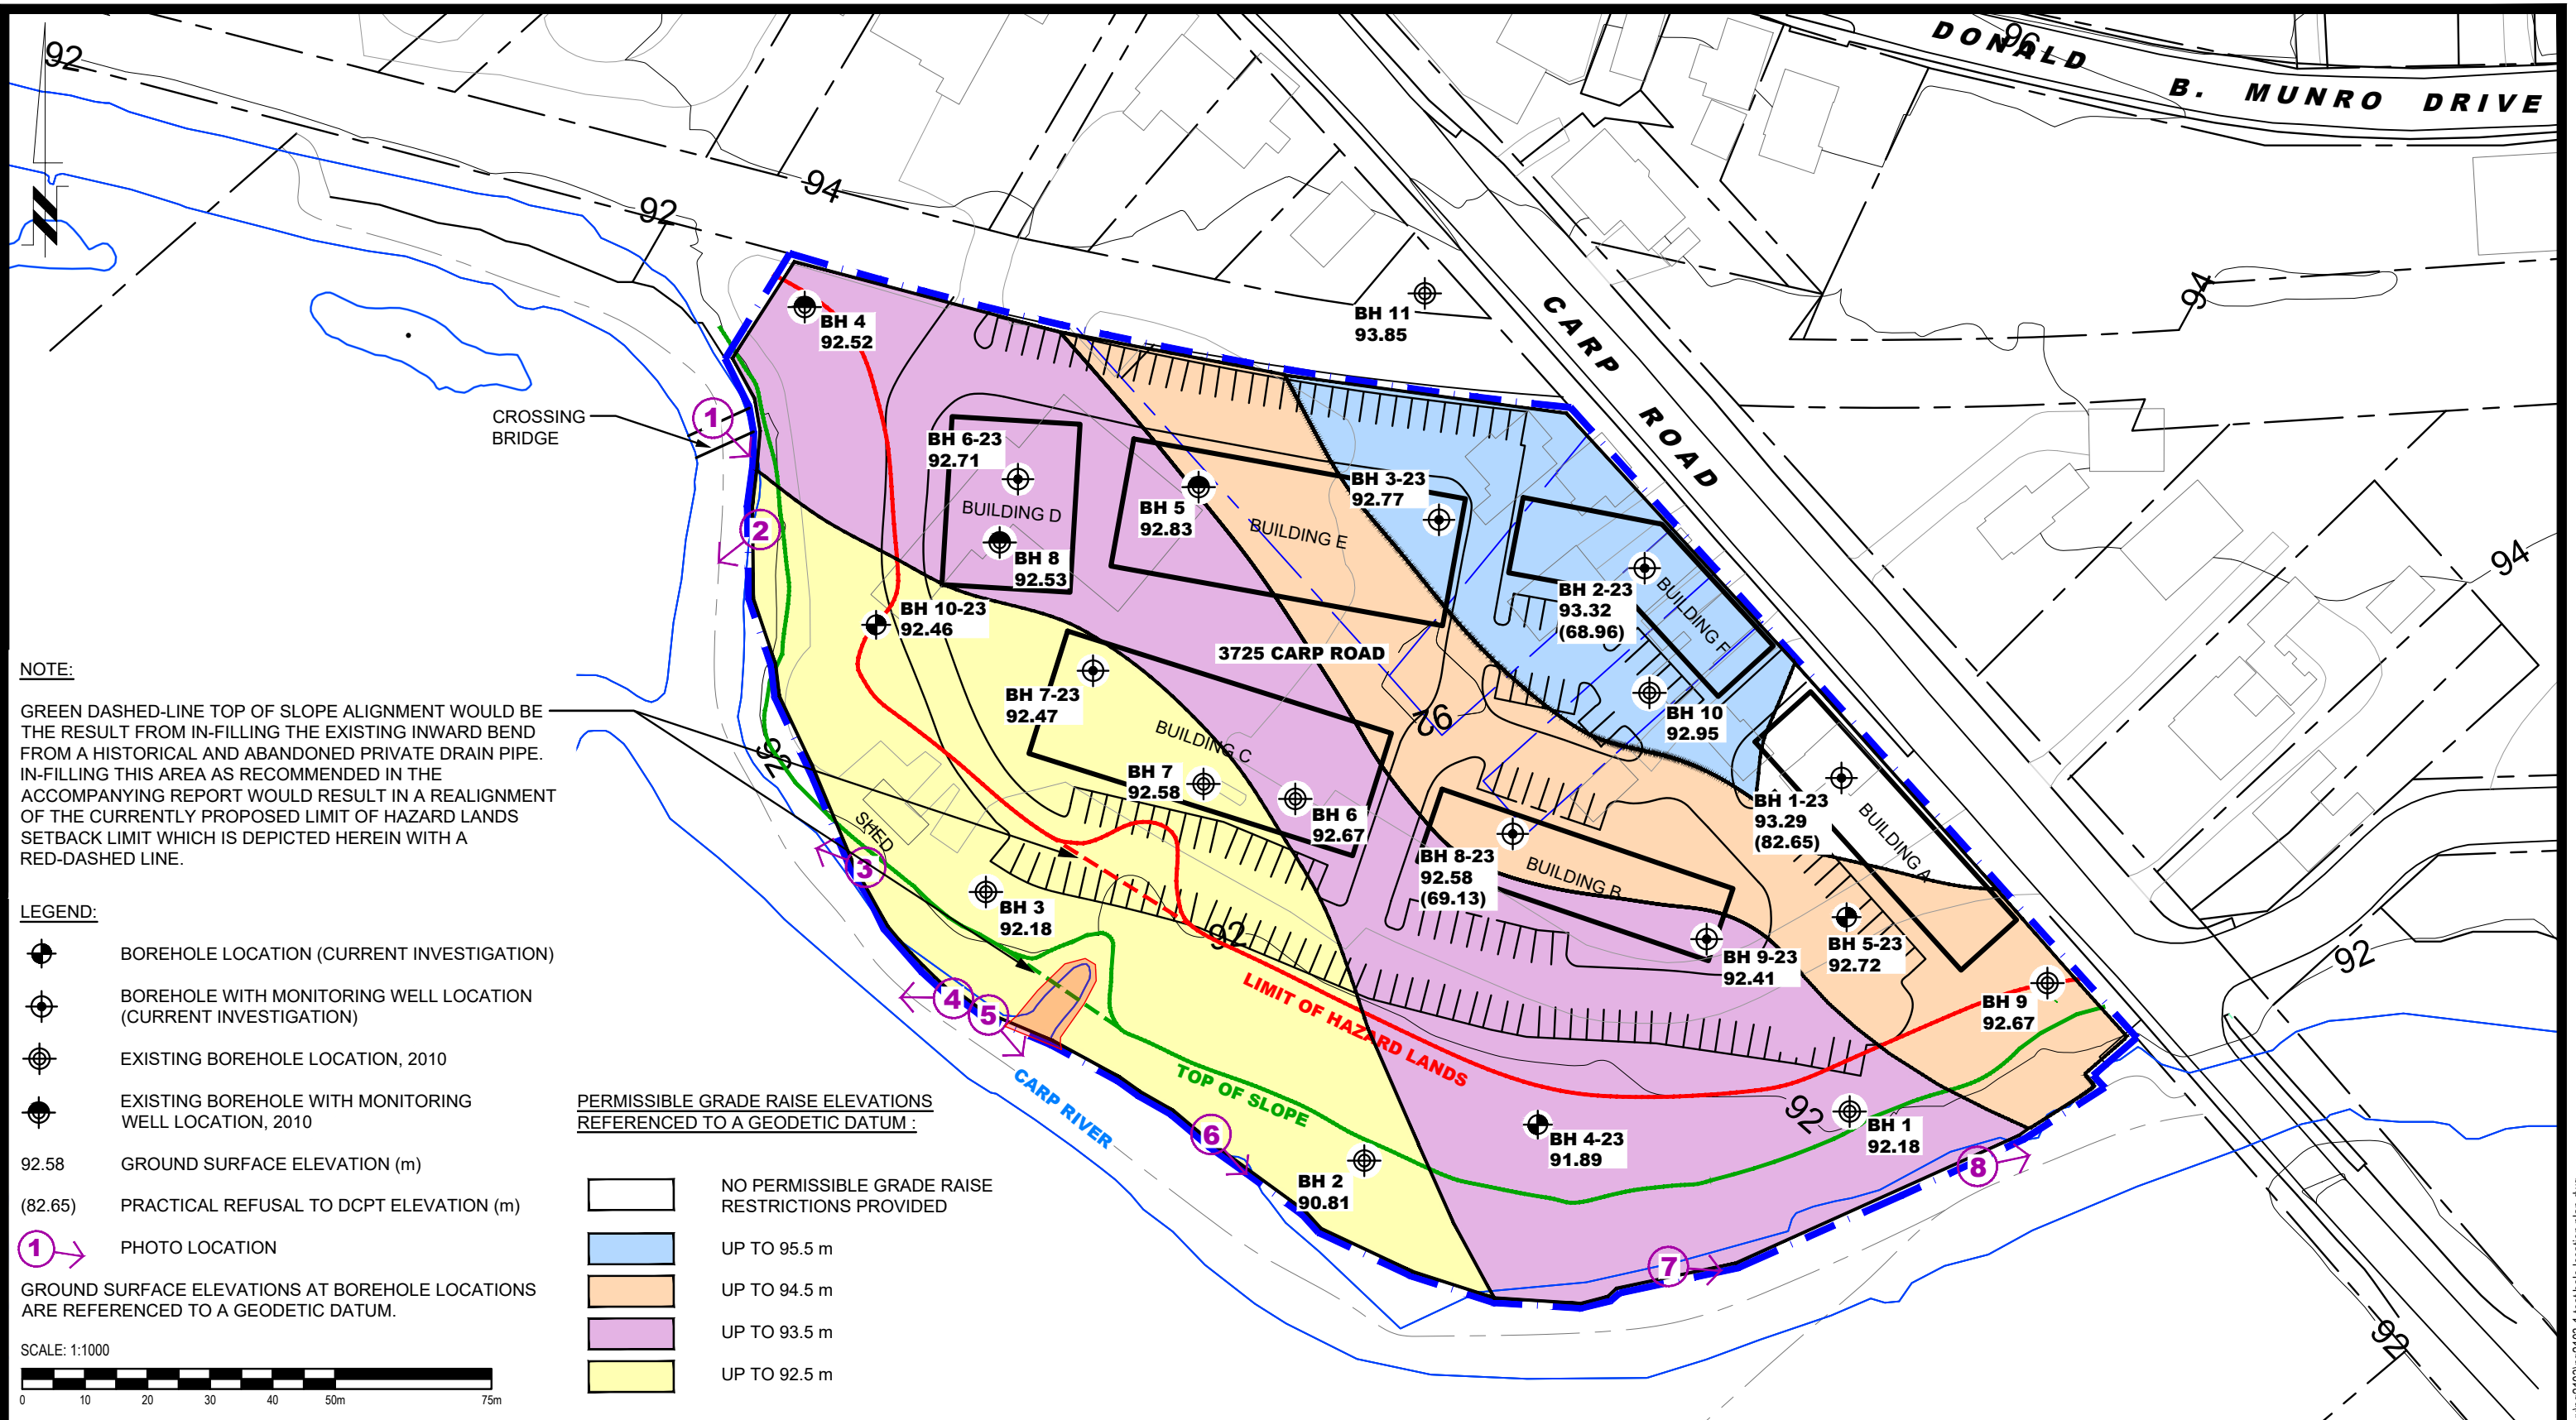 92
96
DONALD B. MUNRO DRIVE
94
92
94
CARP ROAD
BH 11
93.85
BH 4
92.52
CROSSING
BRIDGE
1
BH 6-23
92.71
BUILDING D
BH 8
92.53
BH 5
92.83
BUILDING E
BH 3-23
92.77
2
BH 2-23
93.32
(68.96)
BUILDING F
94
BH 10-23
92.46
3725 CARP ROAD
BH 7-23
92.47
BUILDING C
92
BH 10
92.95
BH 7
92.58
BH 6
92.67
BH 1-23
93.29
(82.65)
BUILDING A
92
SHED
3
BH 8-23
92.58
(69.13)
BUILDING B
BH 3
92.18
92
BH 9-23
92.41
BH 5-23
92.72
92
BH 9
92.67
LIMIT OF HAZARD LANDS
4
5
TOP OF SLOPE
CARP RIVER
6
BH 4-23
91.89
92
BH 1
92.18
BH 2
90.81
7
8
92
NOTE:
GREEN DASHED-LINE TOP OF SLOPE ALIGNMENT WOULD BE
THE RESULT FROM IN-FILLING THE EXISTING INWARD BEND
FROM A HISTORICAL AND ABANDONED PRIVATE DRAIN PIPE.
IN-FILLING THIS AREA AS RECOMMENDED IN THE
ACCOMPANYING REPORT WOULD RESULT IN A REALIGNMENT
OF THE CURRENTLY PROPOSED LIMIT OF HAZARD LANDS
SETBACK LIMIT WHICH IS DEPICTED HEREIN WITH A
RED-DASHED LINE.
LEGEND:
BOREHOLE LOCATION (CURRENT INVESTIGATION)
BOREHOLE WITH MONITORING WELL LOCATION
(CURRENT INVESTIGATION)
EXISTING BOREHOLE LOCATION, 2010
EXISTING BOREHOLE WITH MONITORING
WELL LOCATION, 2010
92.58 GROUND SURFACE ELEVATION (m)
(82.65) PRACTICAL REFUSAL TO DCPT ELEVATION (m)
1 PHOTO LOCATION
GROUND SURFACE ELEVATIONS AT BOREHOLE LOCATIONS
ARE REFERENCED TO A GEODETIC DATUM.
SCALE: 1:1000
0 10 20 30 40 50m 75m
PERMISSIBLE GRADE RAISE ELEVATIONS
REFERENCED TO A GEODETIC DATUM :
NO PERMISSIBLE GRADE RAISE
RESTRICTIONS PROVIDED
UP TO 95.5 m
UP TO 94.5 m
UP TO 93.5 m
UP TO 92.5 m